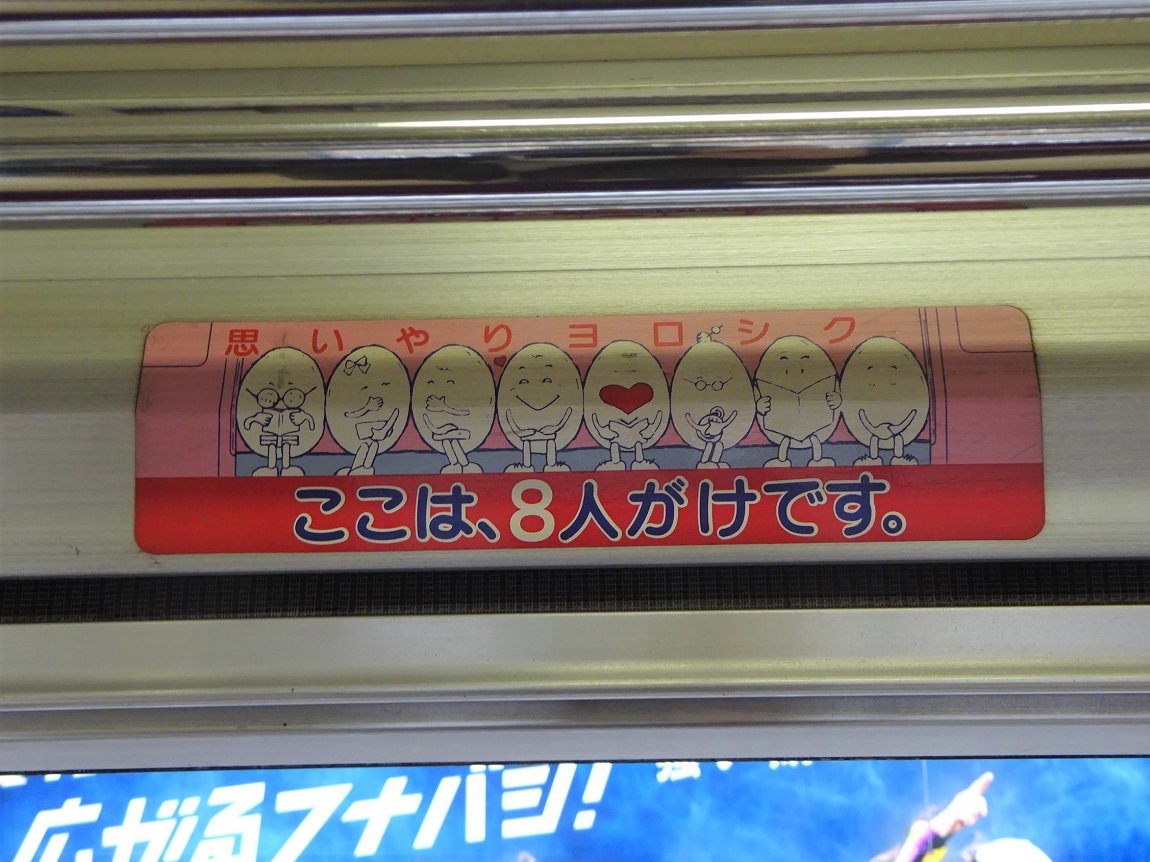 思いやりヨロシク
ここは、8人がけです。
広がるフナバシ!